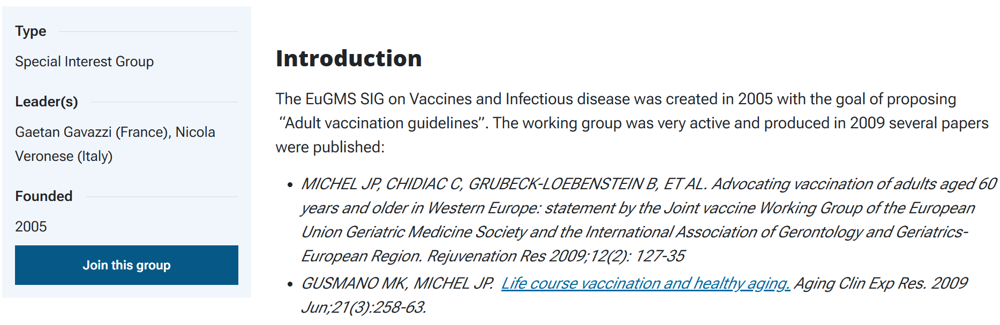 Type
Special Interest Group
Leader(s)
Gaetan Gavazzi (France), Nicola
Veronese (Italy)
Founded
2005
Join this group
Introduction
The EuGMS SIG on Vaccines and Infectious disease was created in 2005 with the goal of proposing
“Adult vaccination guidelines”. The working group was very active and produced in 2009 several papers
were published:
• MICHEL JP, CHIDIAC C, GRUBECK-LOEBENSTEIN B, ET AL. Advocating vaccination of adults aged 60
years and older in Western Europe: statement by the Joint vaccine Working Group of the European
Union Geriatric Medicine Society and the International Association of Gerontology and Geriatrics-
European Region. Rejuvenation Res 2009;12(2): 127-35
• GUSMANO MK, MICHEL JP. Life course vaccination and healthy aging. Aging Clin Exp Res. 2009
Jun;21(3):258-63.